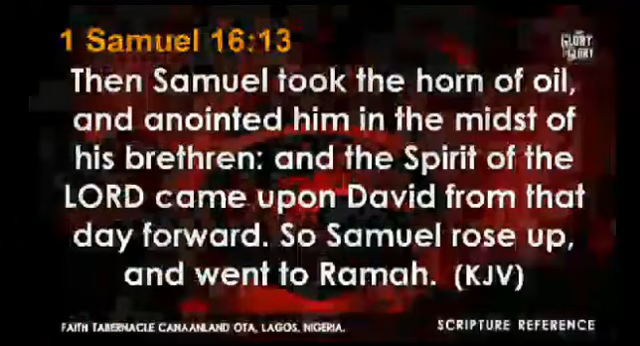 1 Samuel 16:13
GLORY
GLORY
Then Samuel took the horn of oil,
and anointed him in the midst of
his brethren: and the Spirit of the
LORD came upon David from that
day forward. So Samuel rose up,
and went to Ramah. (KJV)
FAITH TABERNACLE CANAANLAND OTA, LAGOS, NIGERIA.
SCRIPTURE REFERENCE